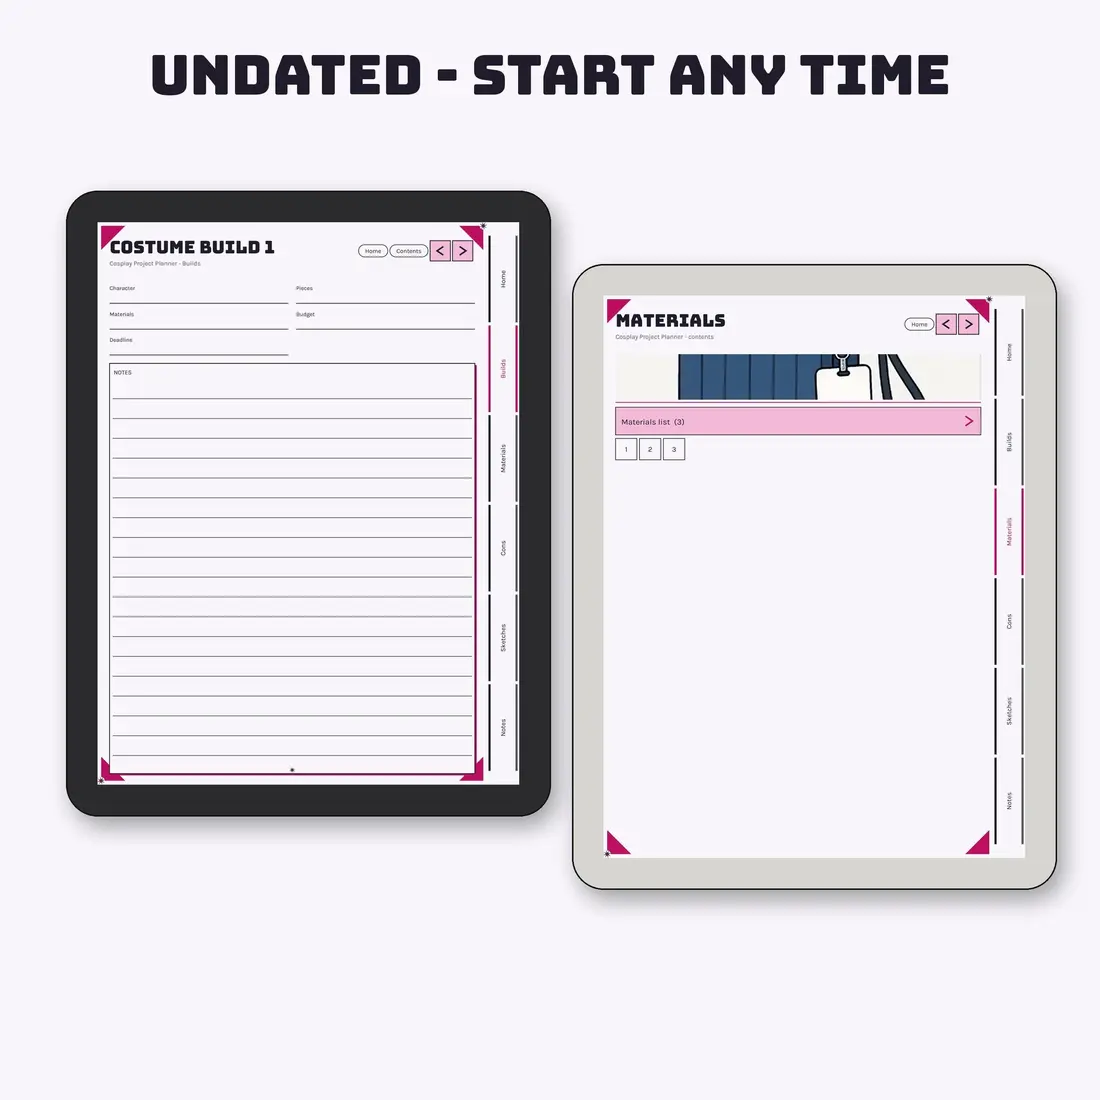 UNDATED - START ANY TIME
COSTUME BUILD 1
Cosplay Project Planner - Builds
Home
Contents
<
>
Character
Pieces
Materials
Budget
Deadline
NOTES
Home
Builds
Materials
Cons
Sketches
Notes
MATERIALS
Cosplay Project Planner - contents
Home
<
>
Materials list (3)
>
1
2
3
Home
Builds
Materials
Cons
Sketches
Notes